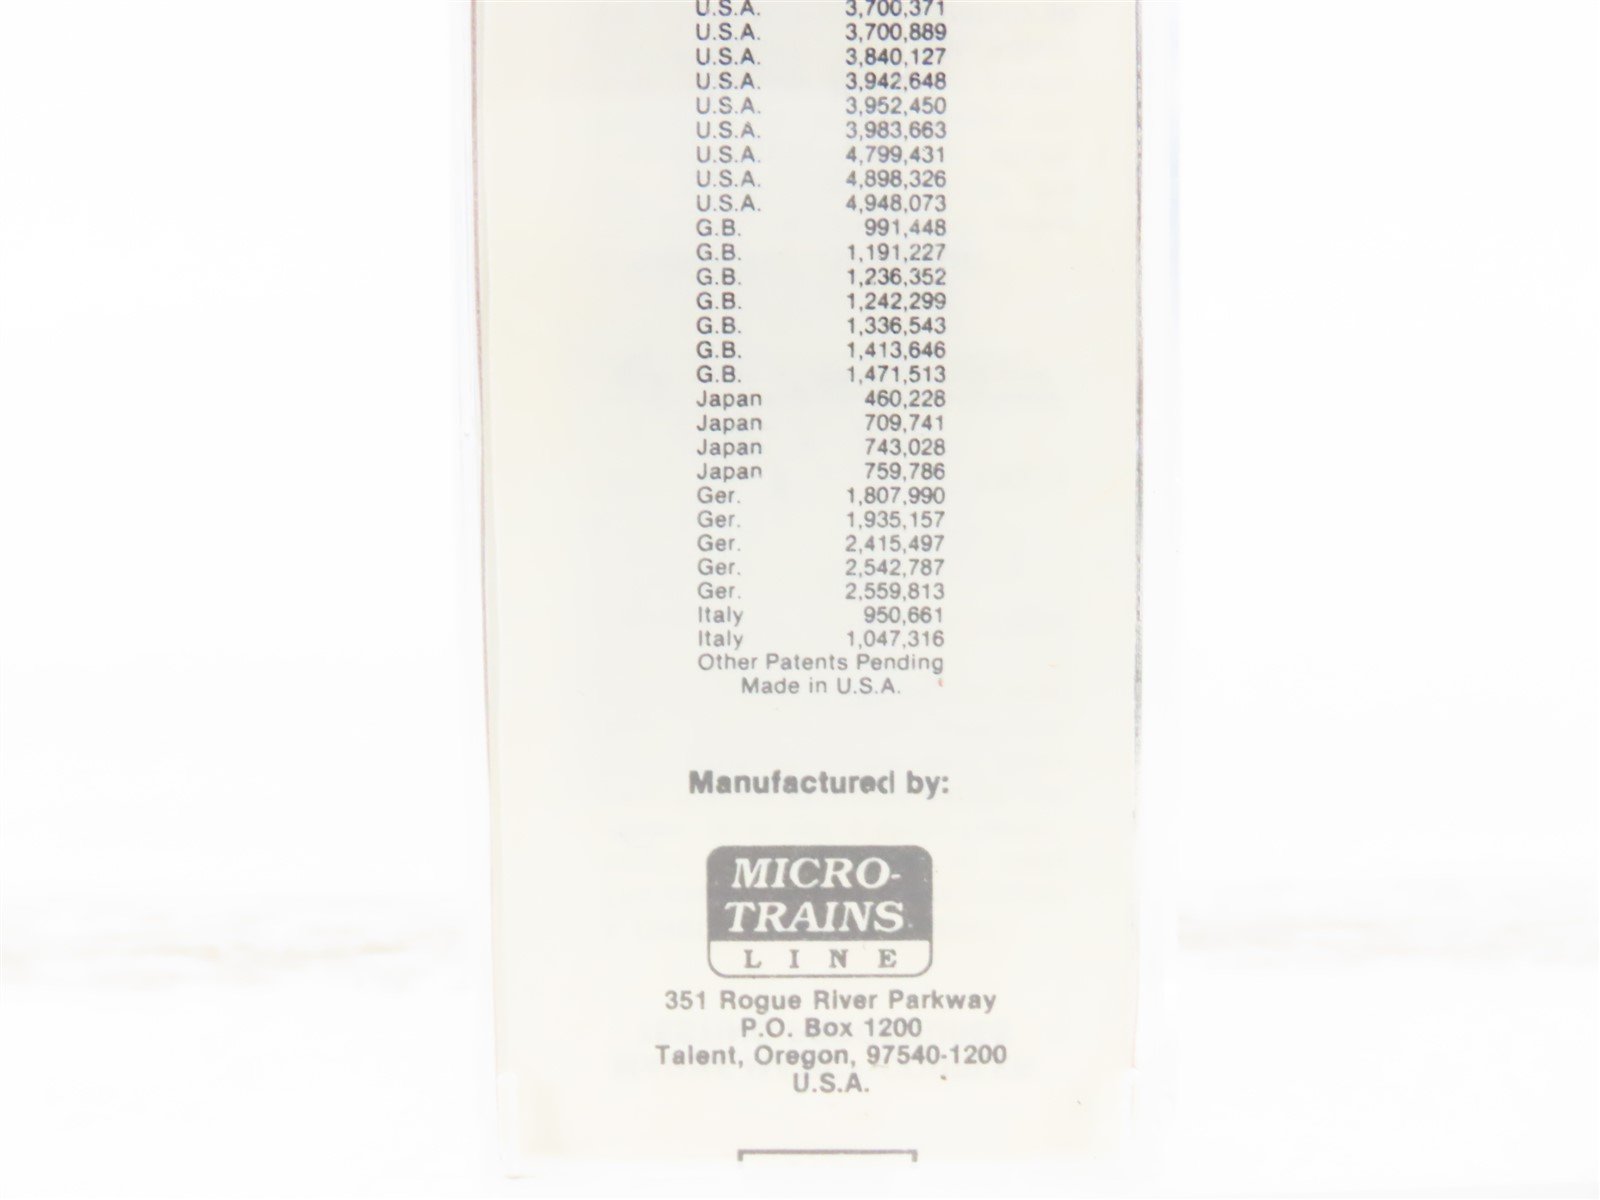 U.S.A. 3,700,371
U.S.A. 3,700,889
U.S.A. 3,840,127
U.S.A. 3,942,648
U.S.A. 3,952,450
U.S.A. 3,983,663
U.S.A. 4,799,431
U.S.A. 4,898,326
U.S.A. 4,948,073
G.B. 991,448
G.B. 1,191,227
G.B. 1,236,352
G.B. 1,242,299
G.B. 1,336,543
G.B. 1,413,646
G.B. 1,471,513
Japan 460,228
Japan 709,741
Japan 743,028
Japan 759,786
Ger. 1,807,990
Ger. 1,935,157
Ger. 2,415,497
Ger. 2,542,787
Ger. 2,559,813
Italy 950,661
Italy 1,047,316
Other Patents Pending
Made in U.S.A.
Manufactured by:
MICRO-
TRAINS
LINE
351 Rogue River Parkway
P.O. Box 1200
Talent, Oregon, 97540-1200
U.S.A.